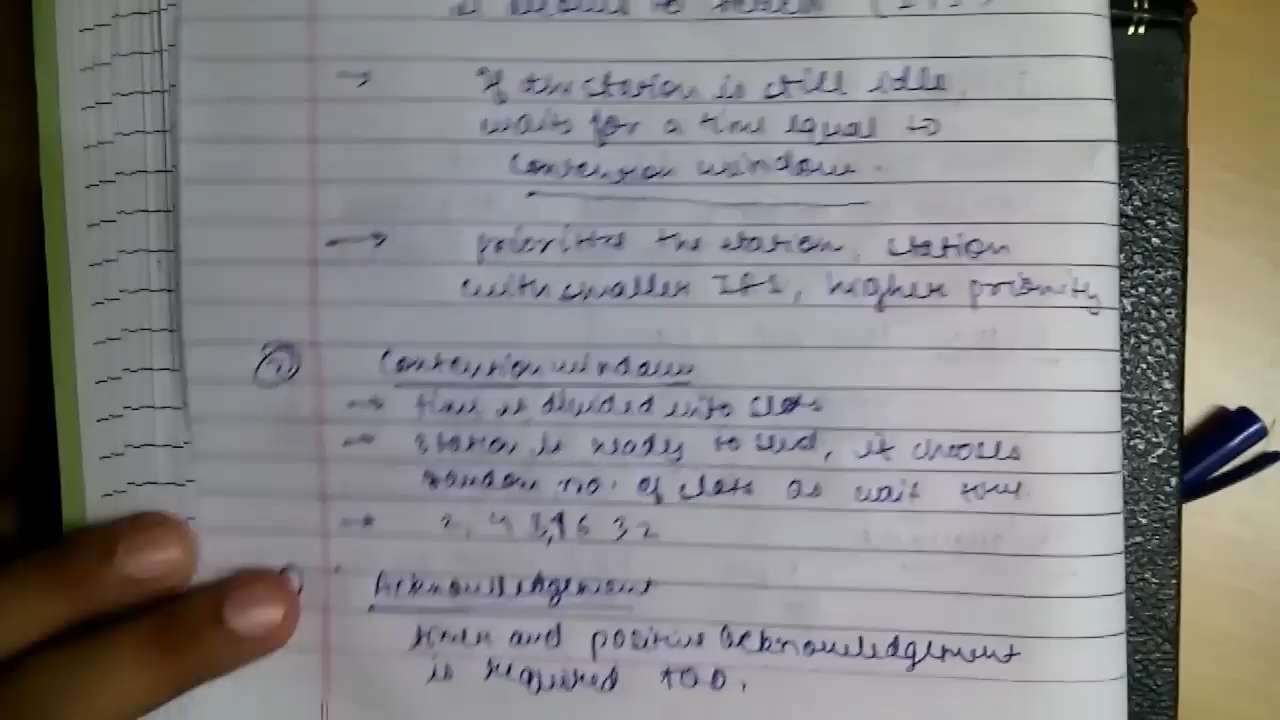 → If the station is still idle,
waits for a time equal to
contention window.
→ priorities the station, station
with smaller IFS, higher priority
Contention window
→ time is divided into slots
→ station is ready to send, it chooses
random no. of slots as wait time.
→ 2, 4 8, 16 32
Acknowledgement
timer and positive acknowledgement
is required too.